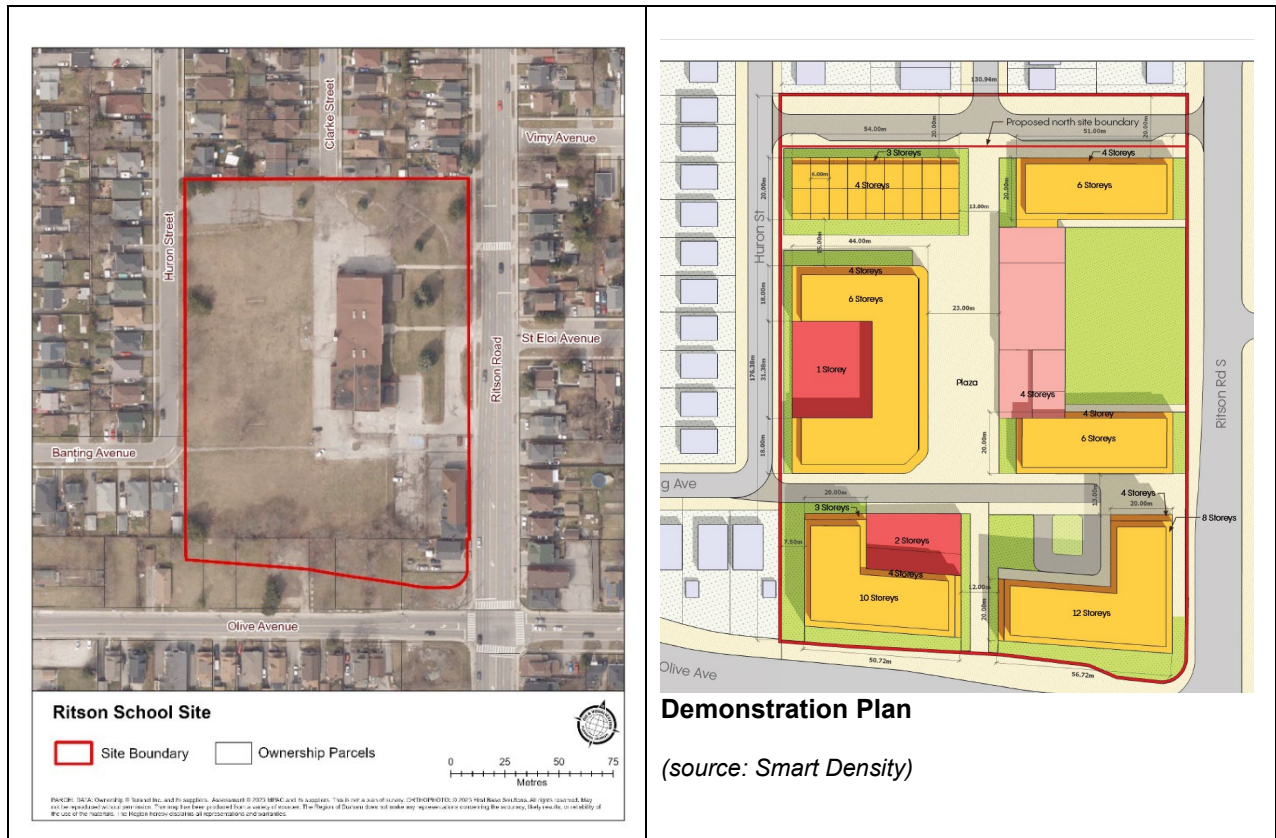 Clarke Street
Vimy Avenue
Huron Street
Ritson Road
St Eloi Avenue
Banting Avenue
Olive Avenue
Ritson School Site
Site Boundary
Ownership Parcels
0 25 50 75
Metres
130.94m
Proposed north site boundary
54.00m
20.00m
51.00m
20.00m
3 Storeys
4 Storeys
6.00m
4 Storeys
6 Storeys
20.00m
20.00m
13.00m
Huron St
15.00m
44.00m
4 Storeys
6 Storeys
18.00m
23.00m
176.38m
31.36m
1 Storey
Plaza
4 Storeys
Ritson Rd S
4 Storey
6 Storeys
20.00m
18.00m
g Ave
20.00m
13.00m
4 Storeys
20.00m
3 Storeys
8 Storeys
7.50m
2 Storeys
4 Storeys
10 Storeys
12.00m
20.00m
12 Storeys
Olive Ave
50.72m
56.72m
Demonstration Plan
(source: Smart Density)